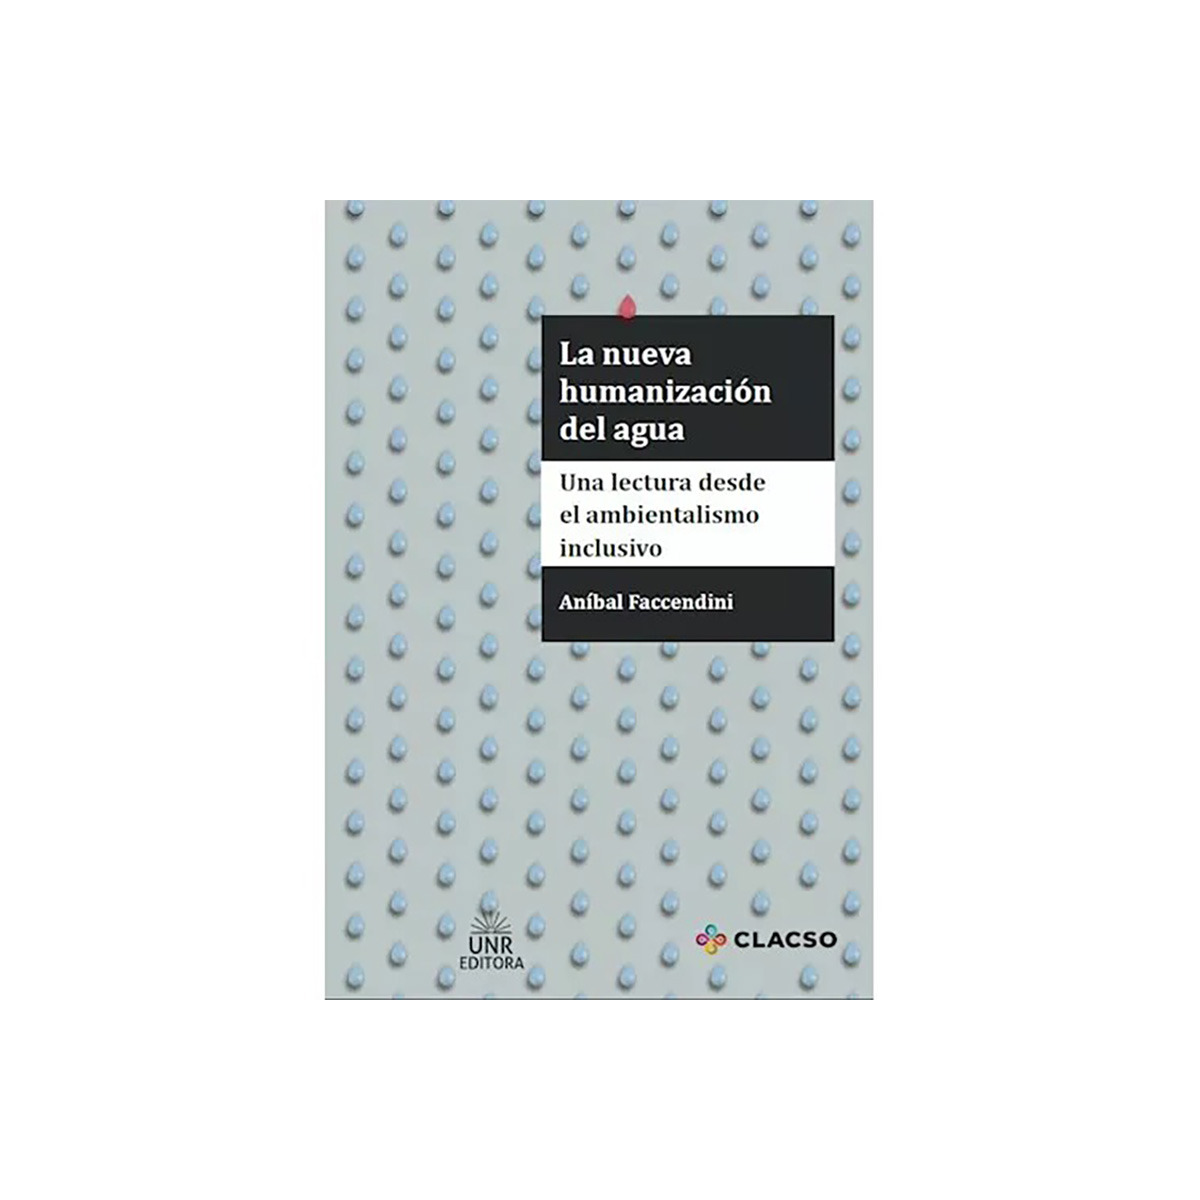 La nueva
humanización
del agua
Una lectura desde
el ambientalismo
inclusivo
Aníbal Faccendini
UNR
EDITORA
CLACSO